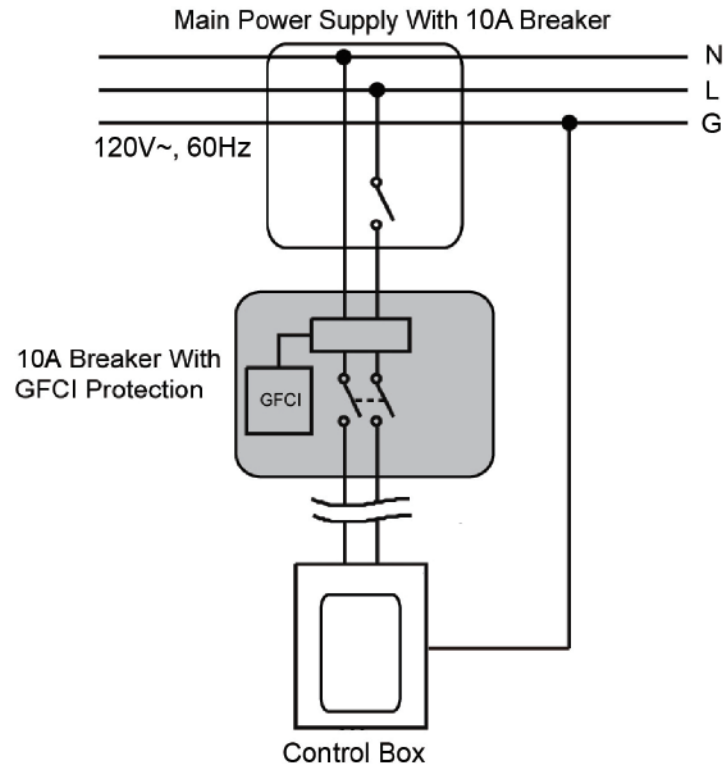 Main Power Supply With 10A Breaker
N
L
G
120V~, 60Hz
10A Breaker With
GFCI Protection
GFCI
Control Box